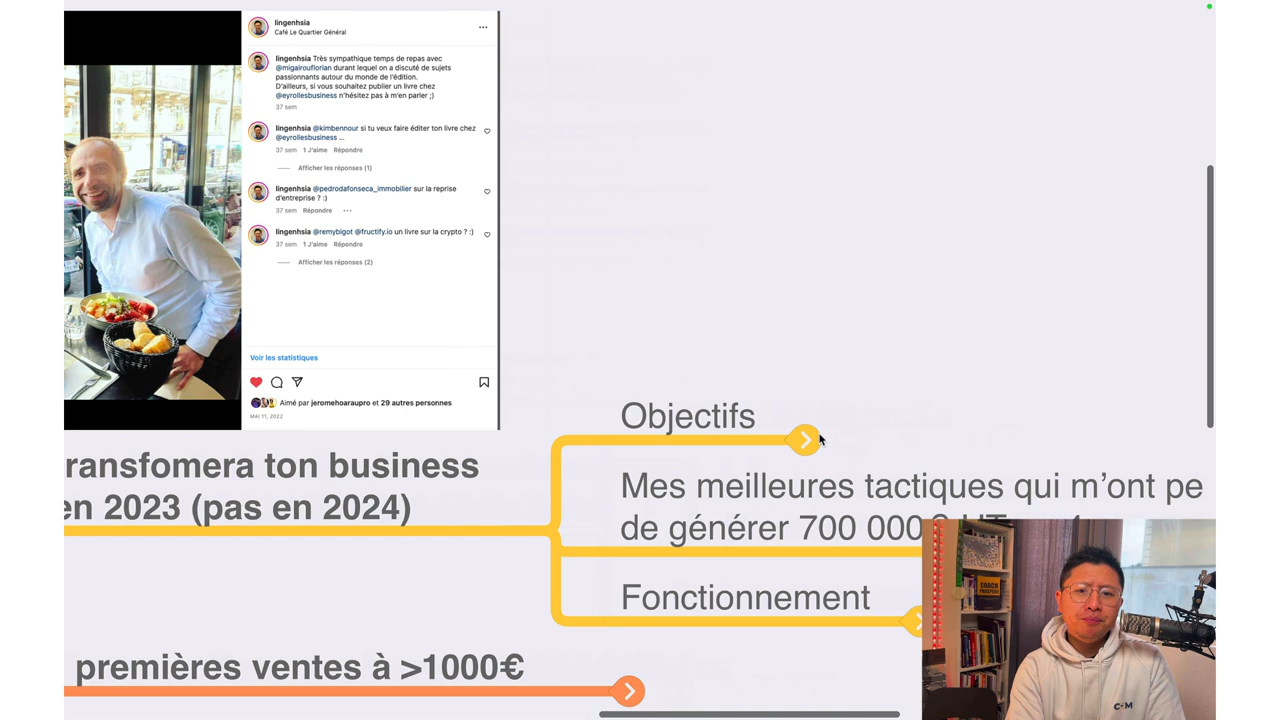 lingenhsia
Café Le Quartier Général
lingenhsia Très sympathique temps de repas avec
@migairouflorian durant lequel on a discuté de sujets
passionnants autour du monde de l'édition.
D'ailleurs, si vous souhaitez publier un livre chez
@eyrollesbusiness n'hésitez pas à m'en parler ;)
37 sem
lingenhsia @kimbennour si tu veux faire éditer ton livre chez
@eyrollesbusiness ...
37 sem 1 J'aime Répondre
Afficher les réponses (1)
lingenhsia @pedrodafonseca_immobilier sur la reprise
d'entreprise ? :)
37 sem Répondre ...
lingenhsia @remybigot @fructify.io un livre sur la crypto ? :)
37 sem 1 J'aime Répondre
Afficher les réponses (2)
Voir les statistiques
Aimé par jeromehoaraupro et 29 autres personnes
MAI 11, 2022
Objectifs
ransfomera ton business
en 2023 (pas en 2024)
Mes meilleures tactiques qui m'ont pe
de générer 700 000€
Fonctionnement
premières ventes à >1000€
COACH
C M